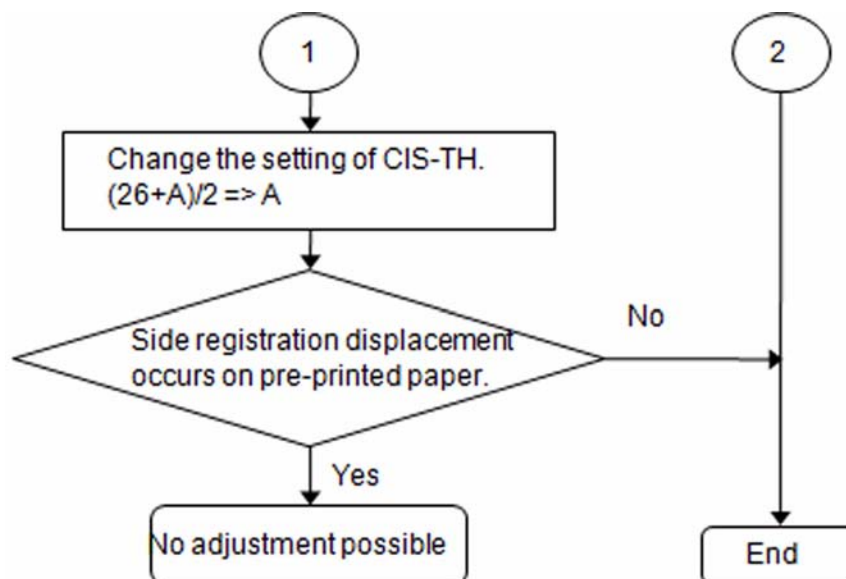 1
2
Change the setting of CIS-TH.
(26+A)/2 => A
Side registration displacement
occurs on pre-printed paper.
No
Yes
No adjustment possible
End